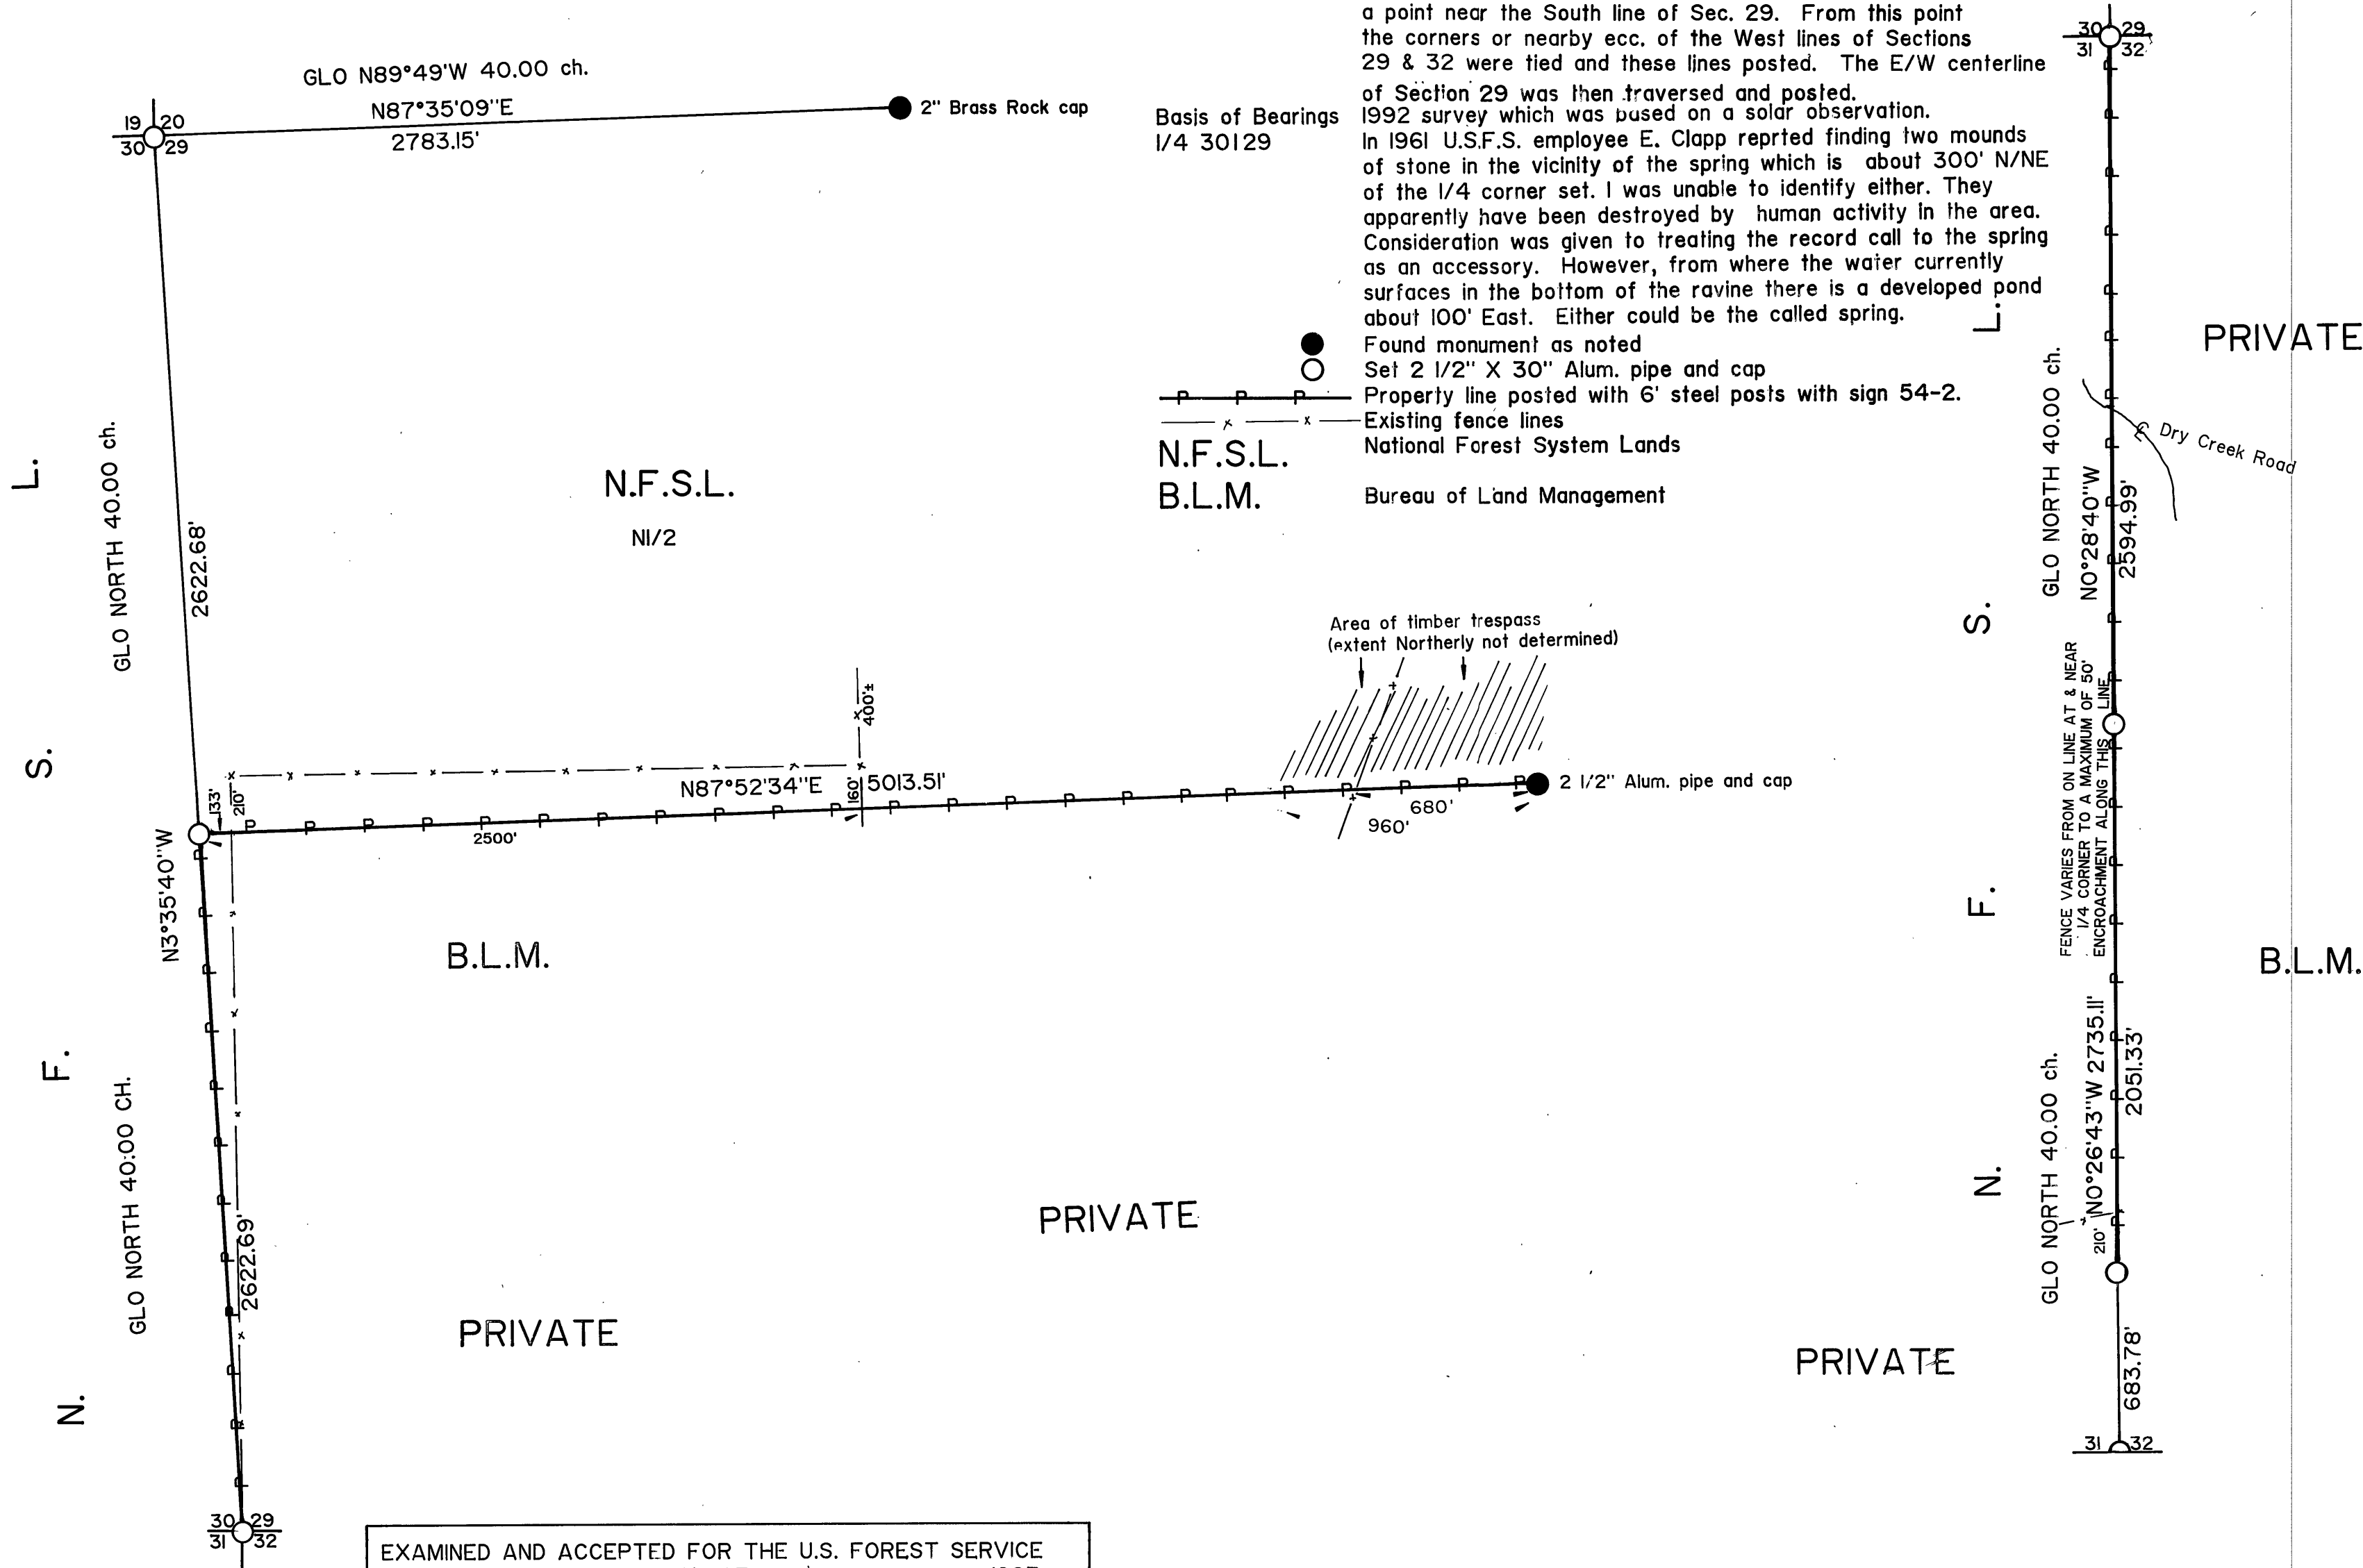 a point near the South line of Sec. 29. From this point
the corners or nearby ecc. of the West lines of Sections
29 & 32 were tied and these lines posted. The E/W centerline
of Section 29 was then traversed and posted.
Basis of Bearings 1992 survey which was based on a solar observation.
1/4 30129 In 1961 U.S.F.S. employee E. Clapp reprted finding two mounds
of stone in the vicinity of the spring which is about 300' N/NE
of the 1/4 corner set. I was unable to identify either. They
apparently have been destroyed by human activity in the area.
Consideration was given to treating the record call to the spring
as an accessory. However, from where the water currently
surfaces in the bottom of the ravine there is a developed pond
about 100' East. Either could be the called spring.
Found monument as noted
Set 2 1/2" X 30" Alum. pipe and cap
P P P Property line posted with 6' steel posts with sign 54-2.
x x Existing fence lines
N.F.S.L. National Forest System Lands
B.L.M. Bureau of Land Management
GLO N89°49'W 40.00 ch.
N87°35'09"E
2783.15'
2" Brass Rock cap
19 20
30 29
GLO NORTH 40.00 ch.
2622.68'
N.F.S.L.
N1/2
Area of timber trespass
(extent Northerly not determined)
400'±
N87°52'34"E
160'
5013.51'
133'
210'
2500'
680'
960'
2 1/2" Alum. pipe and cap
N3°35'40"W
B.L.M.
GLO NORTH 40:00 CH.
2622.69'
PRIVATE
PRIVATE
PRIVATE
N. F. S. L.
30 29
31 32
EXAMINED AND ACCEPTED FOR THE U.S. FOREST SERVICE
30 29
31 32
PRIVATE
℄ Dry Creek Road
GLO NORTH 40.00 ch.
N0°28'40"W
2594.99'
FENCE VARIES FROM ON LINE AT & NEAR
1/4 CORNER TO A MAXIMUM OF 50'
ENCROACHMENT ALONG THIS LINE
B.L.M.
GLO NORTH 40.00 ch.
N0°26'43"W 2735.11'
2051.33'
210'
683.78'
N. F. S. L.
31 32